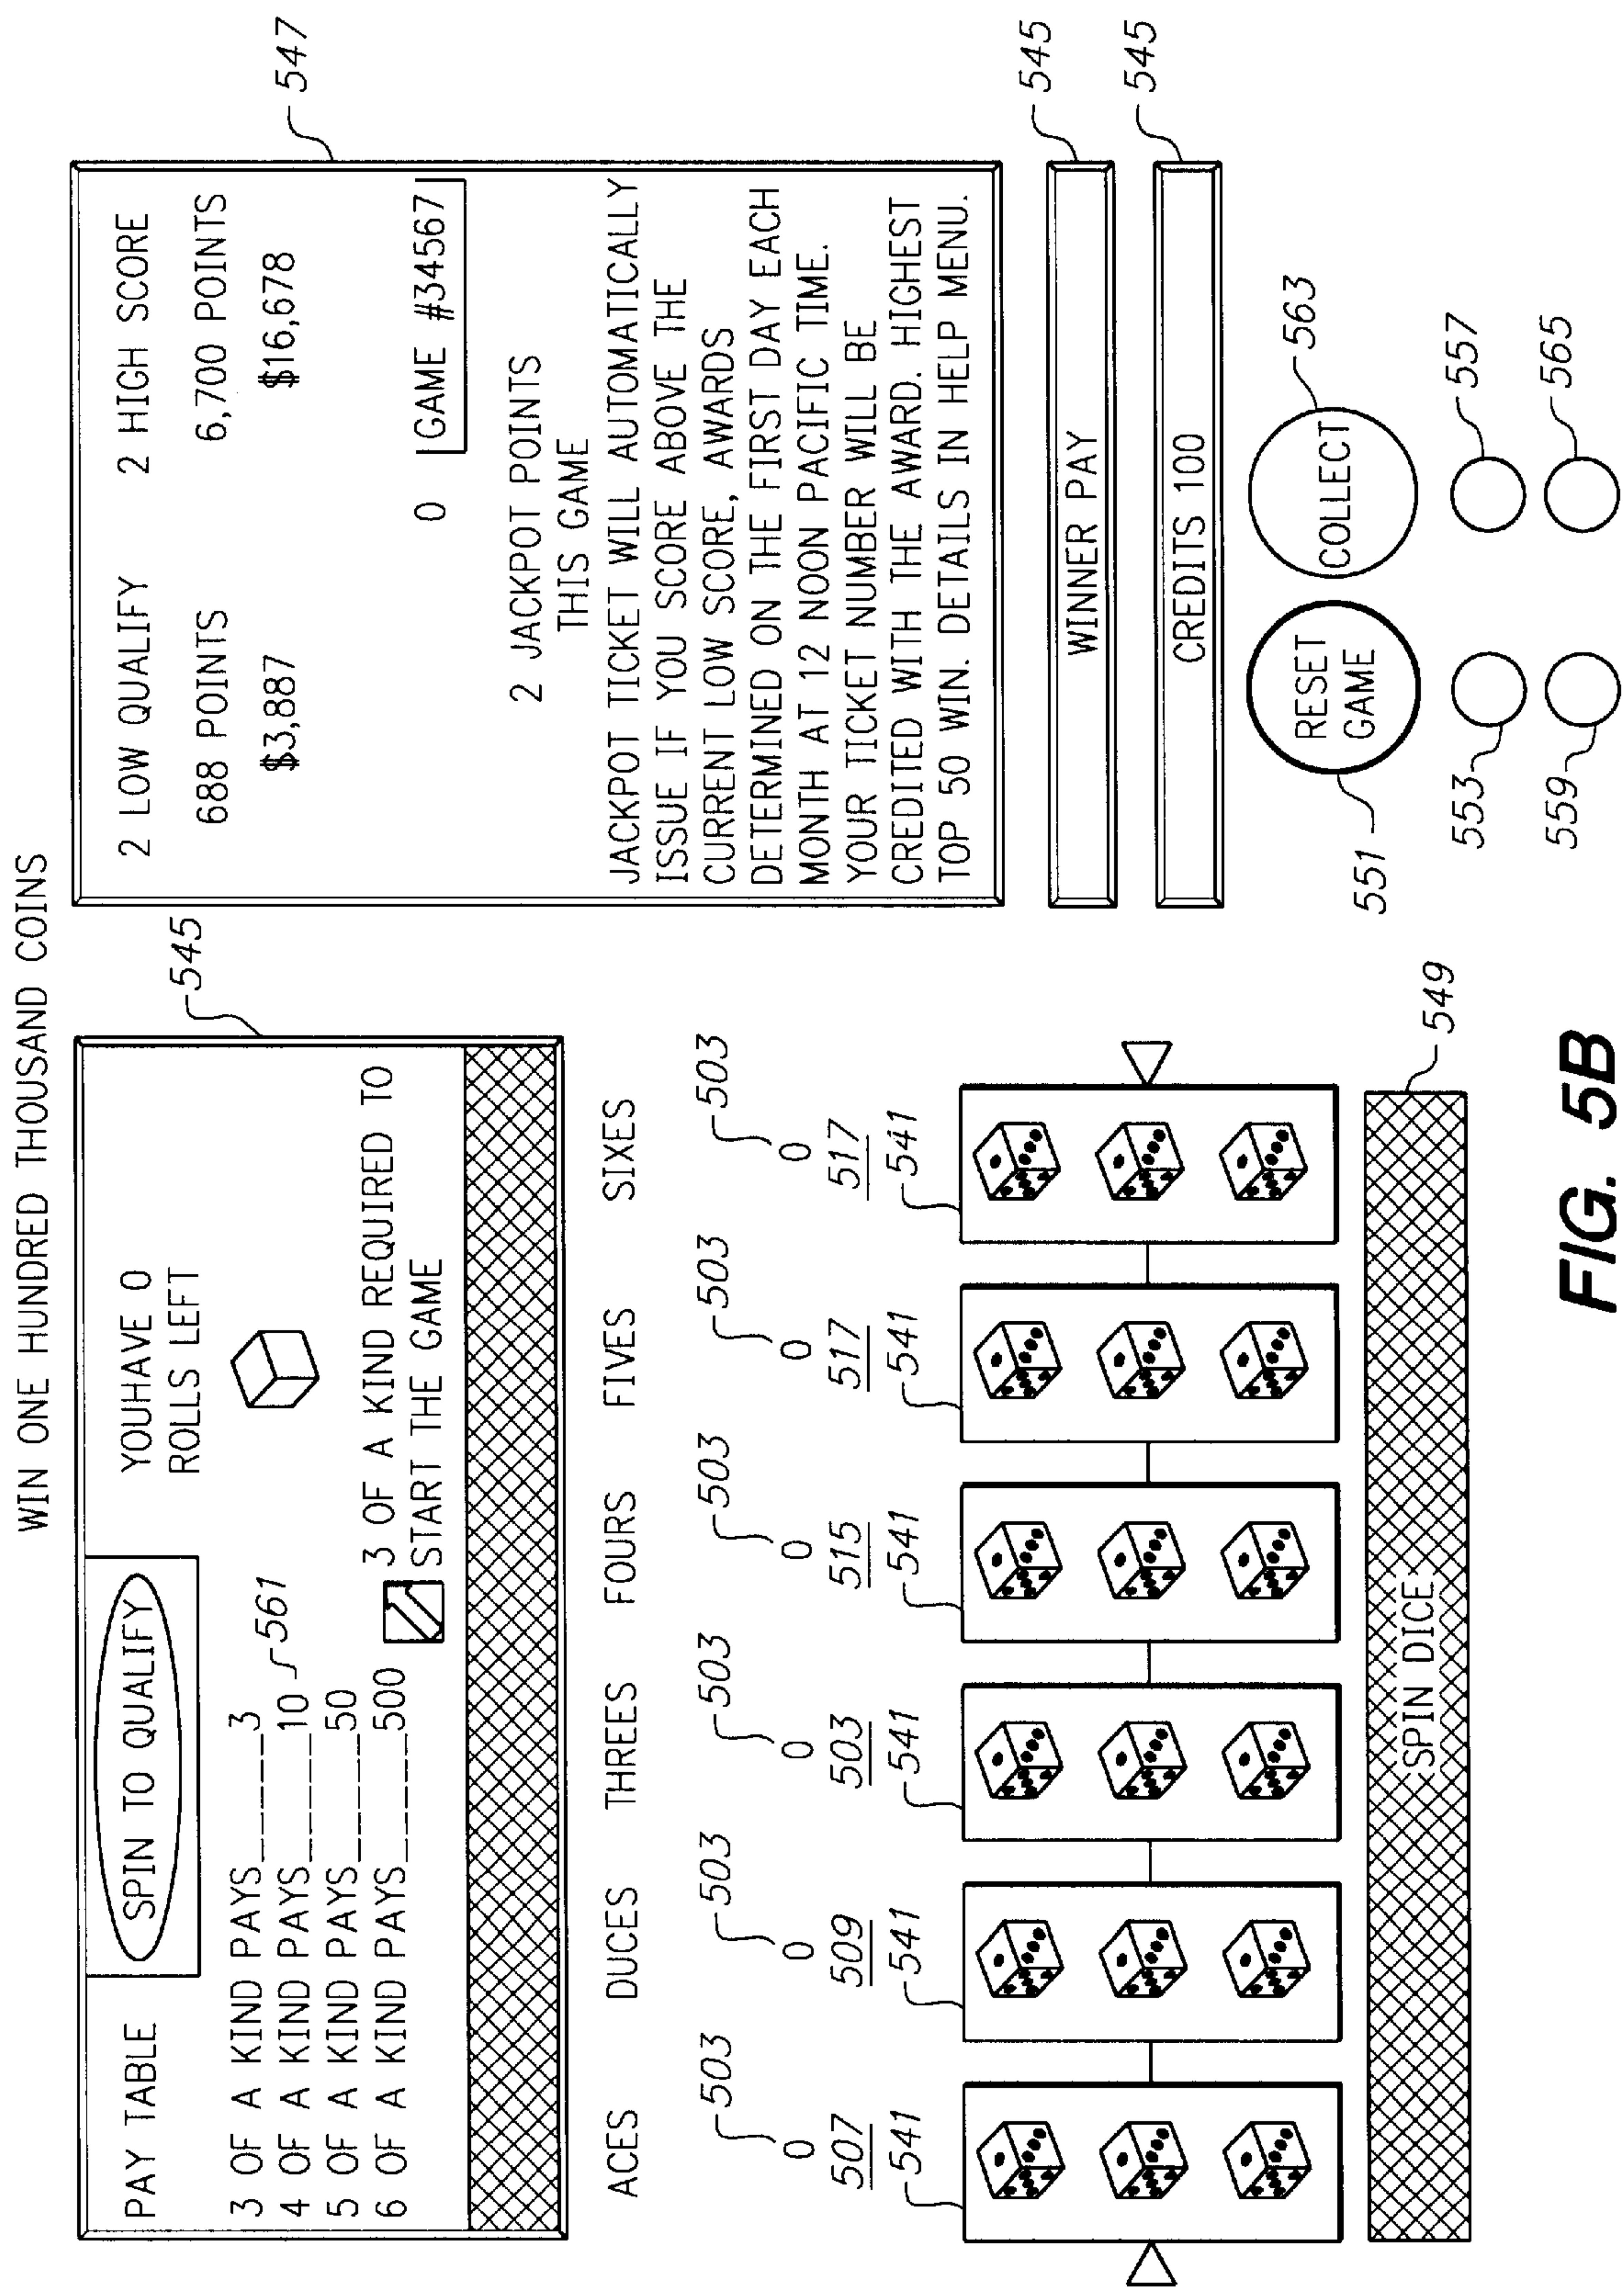 WIN ONE HUNDRED THOUSAND COINS
PAY TABLE
SPIN TO QUALIFY
YOUHAVE 0
ROLLS LEFT
3 OF A KIND PAYS______3
4 OF A KIND PAYS_____10 561
5 OF A KIND PAYS_____50
6 OF A KIND PAYS____500
3 OF A KIND REQUIRED TO
START THE GAME
545
2 LOW QUALIFY 2 HIGH SCORE
688 POINTS 6,700 POINTS
$3,887 $16,678
0 GAME #34567
2 JACKPOT POINTS
THIS GAME
JACKPOT TICKET WILL AUTOMATICALLY
ISSUE IF YOU SCORE ABOVE THE
CURRENT LOW SCORE, AWARDS
DETERMINED ON THE FIRST DAY EACH
MONTH AT 12 NOON PACIFIC TIME.
YOUR TICKET NUMBER WILL BE
CREDITED WITH THE AWARD. HIGHEST
TOP 50 WIN. DETAILS IN HELP MENU.
547
ACES DUCES THREES FOURS FIVES SIXES
503 503 503 503 503 503
0 0 0 0 0 0
507 509 503 515 517 517
541 541 541 541 541 541
SPIN DICE
549
WINNER PAY
545
CREDITS 100
545
RESET
GAME
551
COLLECT
563
553 557
559 565
FIG. 5B